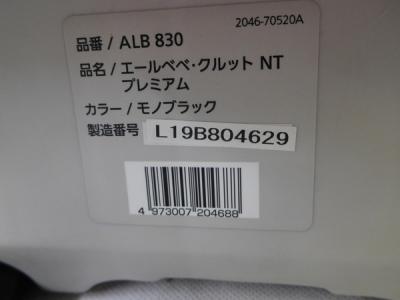 2046-70520A
品番 / ALB 830
品名 / エールベベ・クルット NT
プレミアム
カラー / モノブラック
製造番号 L19B804629
4 973007 204688